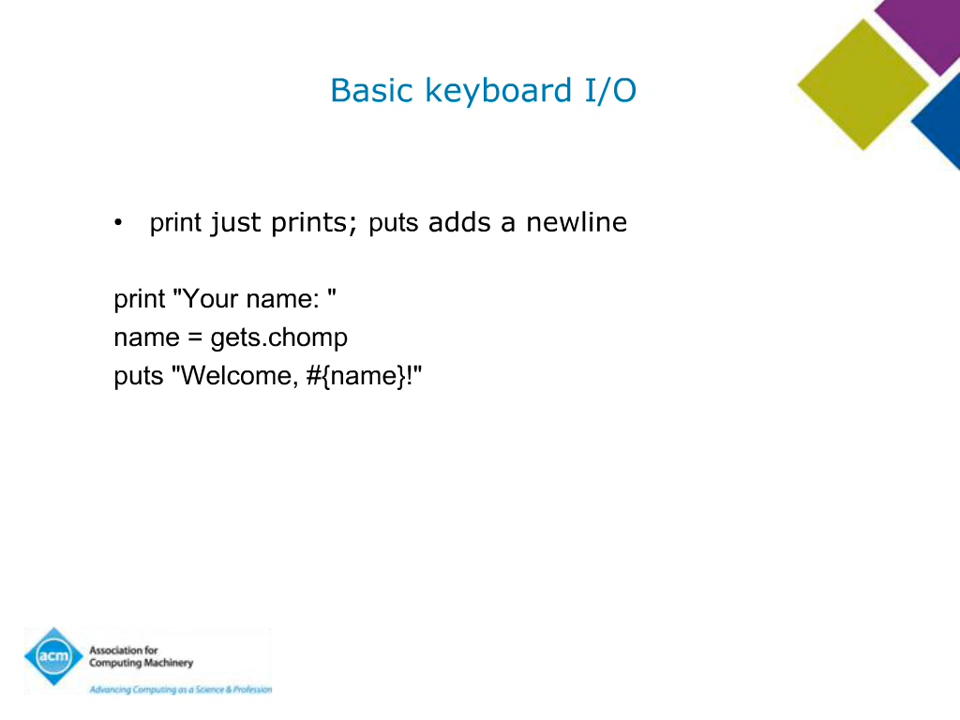 Basic keyboard I/O
• print just prints; puts adds a newline
print "Your name: "
name = gets.chomp
puts "Welcome, #{name}!"
acm
Association for
Computing Machinery
Advancing Computing as a Science & Profession